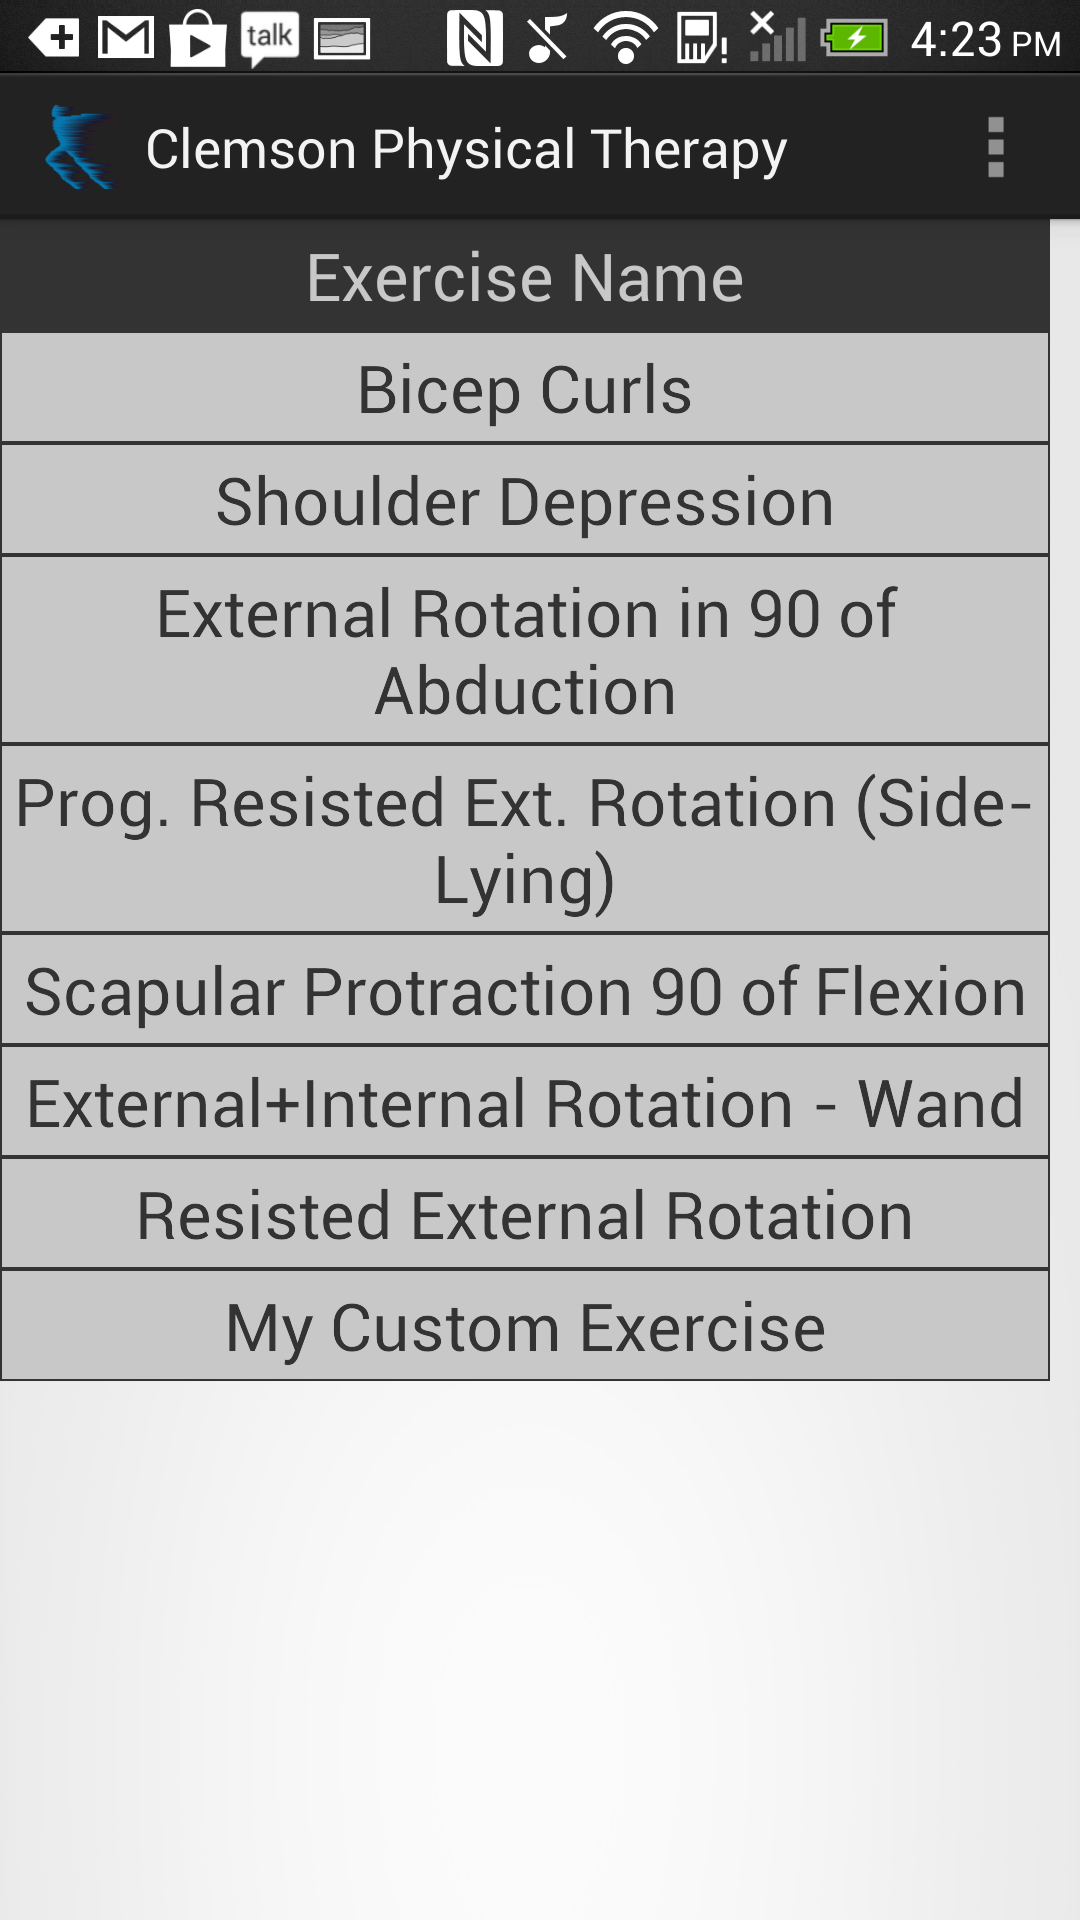 talk 4:23 PM
Clemson Physical Therapy
Exercise Name
Bicep Curls
Shoulder Depression
External Rotation in 90 of
Abduction
Prog. Resisted Ext. Rotation (Side-
Lying)
Scapular Protraction 90 of Flexion
External+Internal Rotation - Wand
Resisted External Rotation
My Custom Exercise